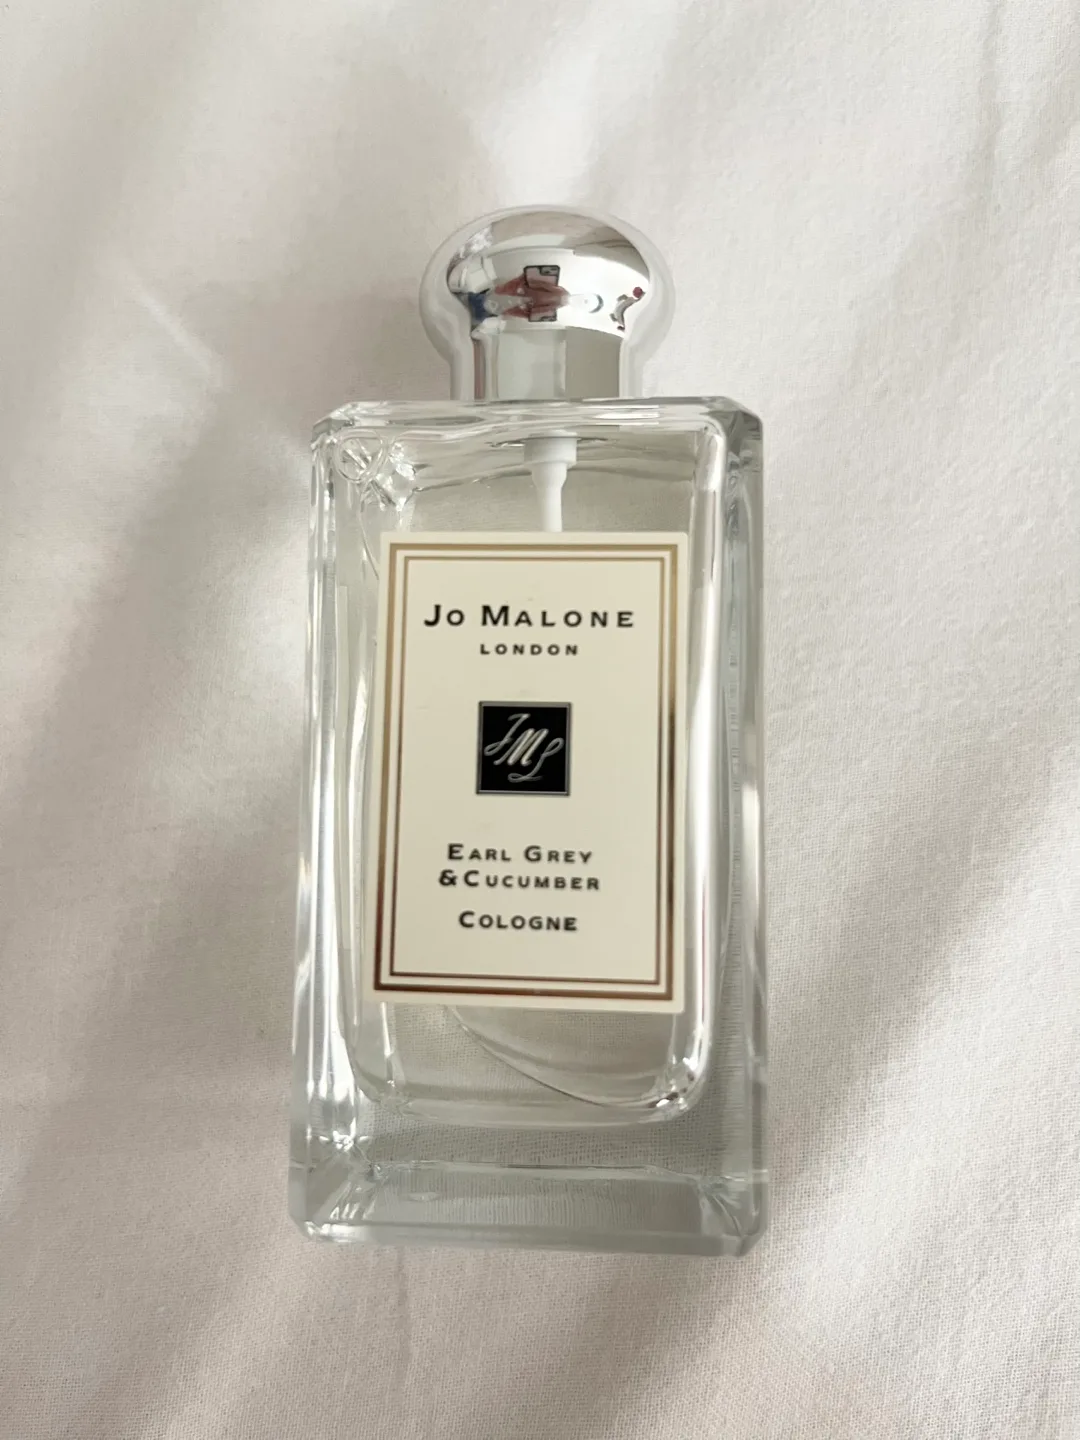 Jo Malone
LONDON
JML
Earl Grey
& Cucumber
Cologne